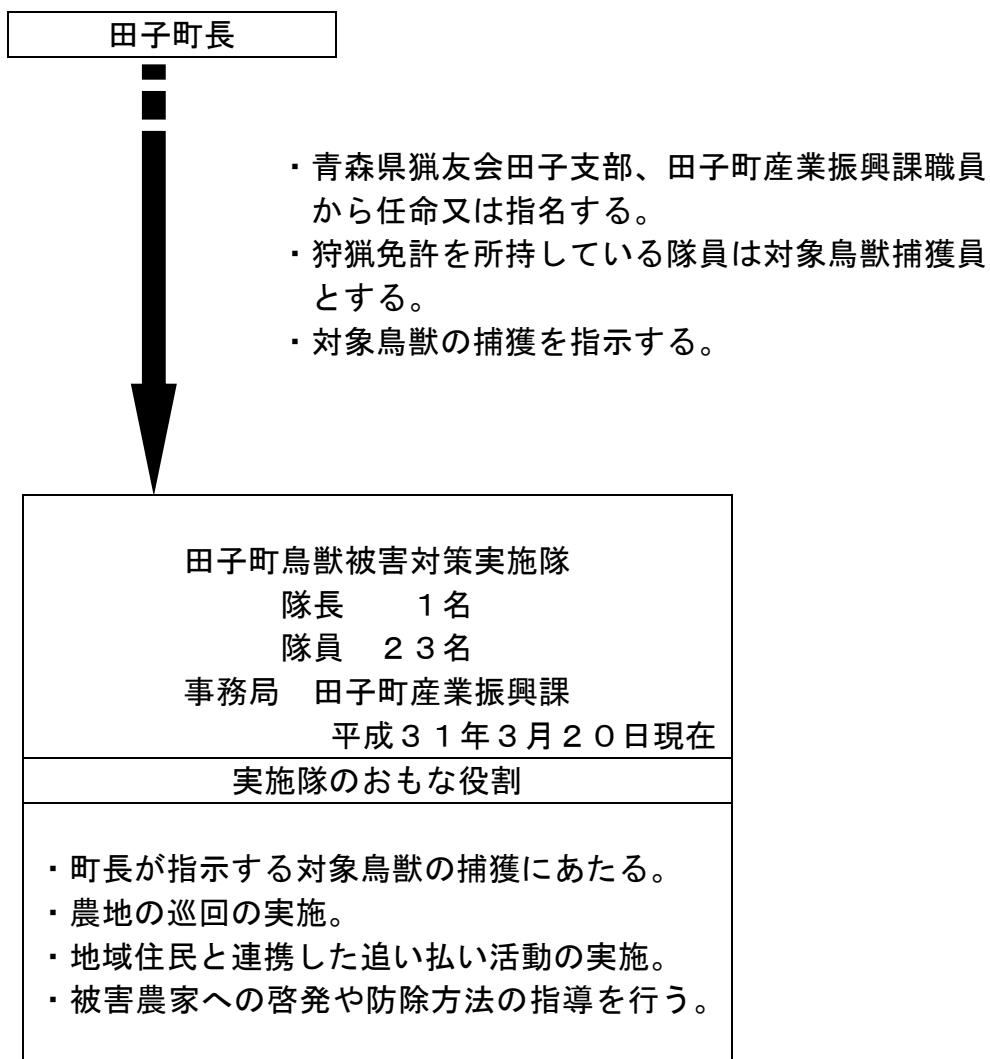 田子町長
・青森県猟友会田子支部、田子町産業振興課職員
から任命又は指名する。
・狩猟免許を所持している隊員は対象鳥獣捕獲員
とする。
・対象鳥獣の捕獲を指示する。
田子町鳥獣被害対策実施隊
隊長　　１名
隊員　２３名
事務局　田子町産業振興課
平成３１年３月２０日現在
実施隊のおもな役割
・町長が指示する対象鳥獣の捕獲にあたる。
・農地の巡回の実施。
・地域住民と連携した追い払い活動の実施。
・被害農家への啓発や防除方法の指導を行う。